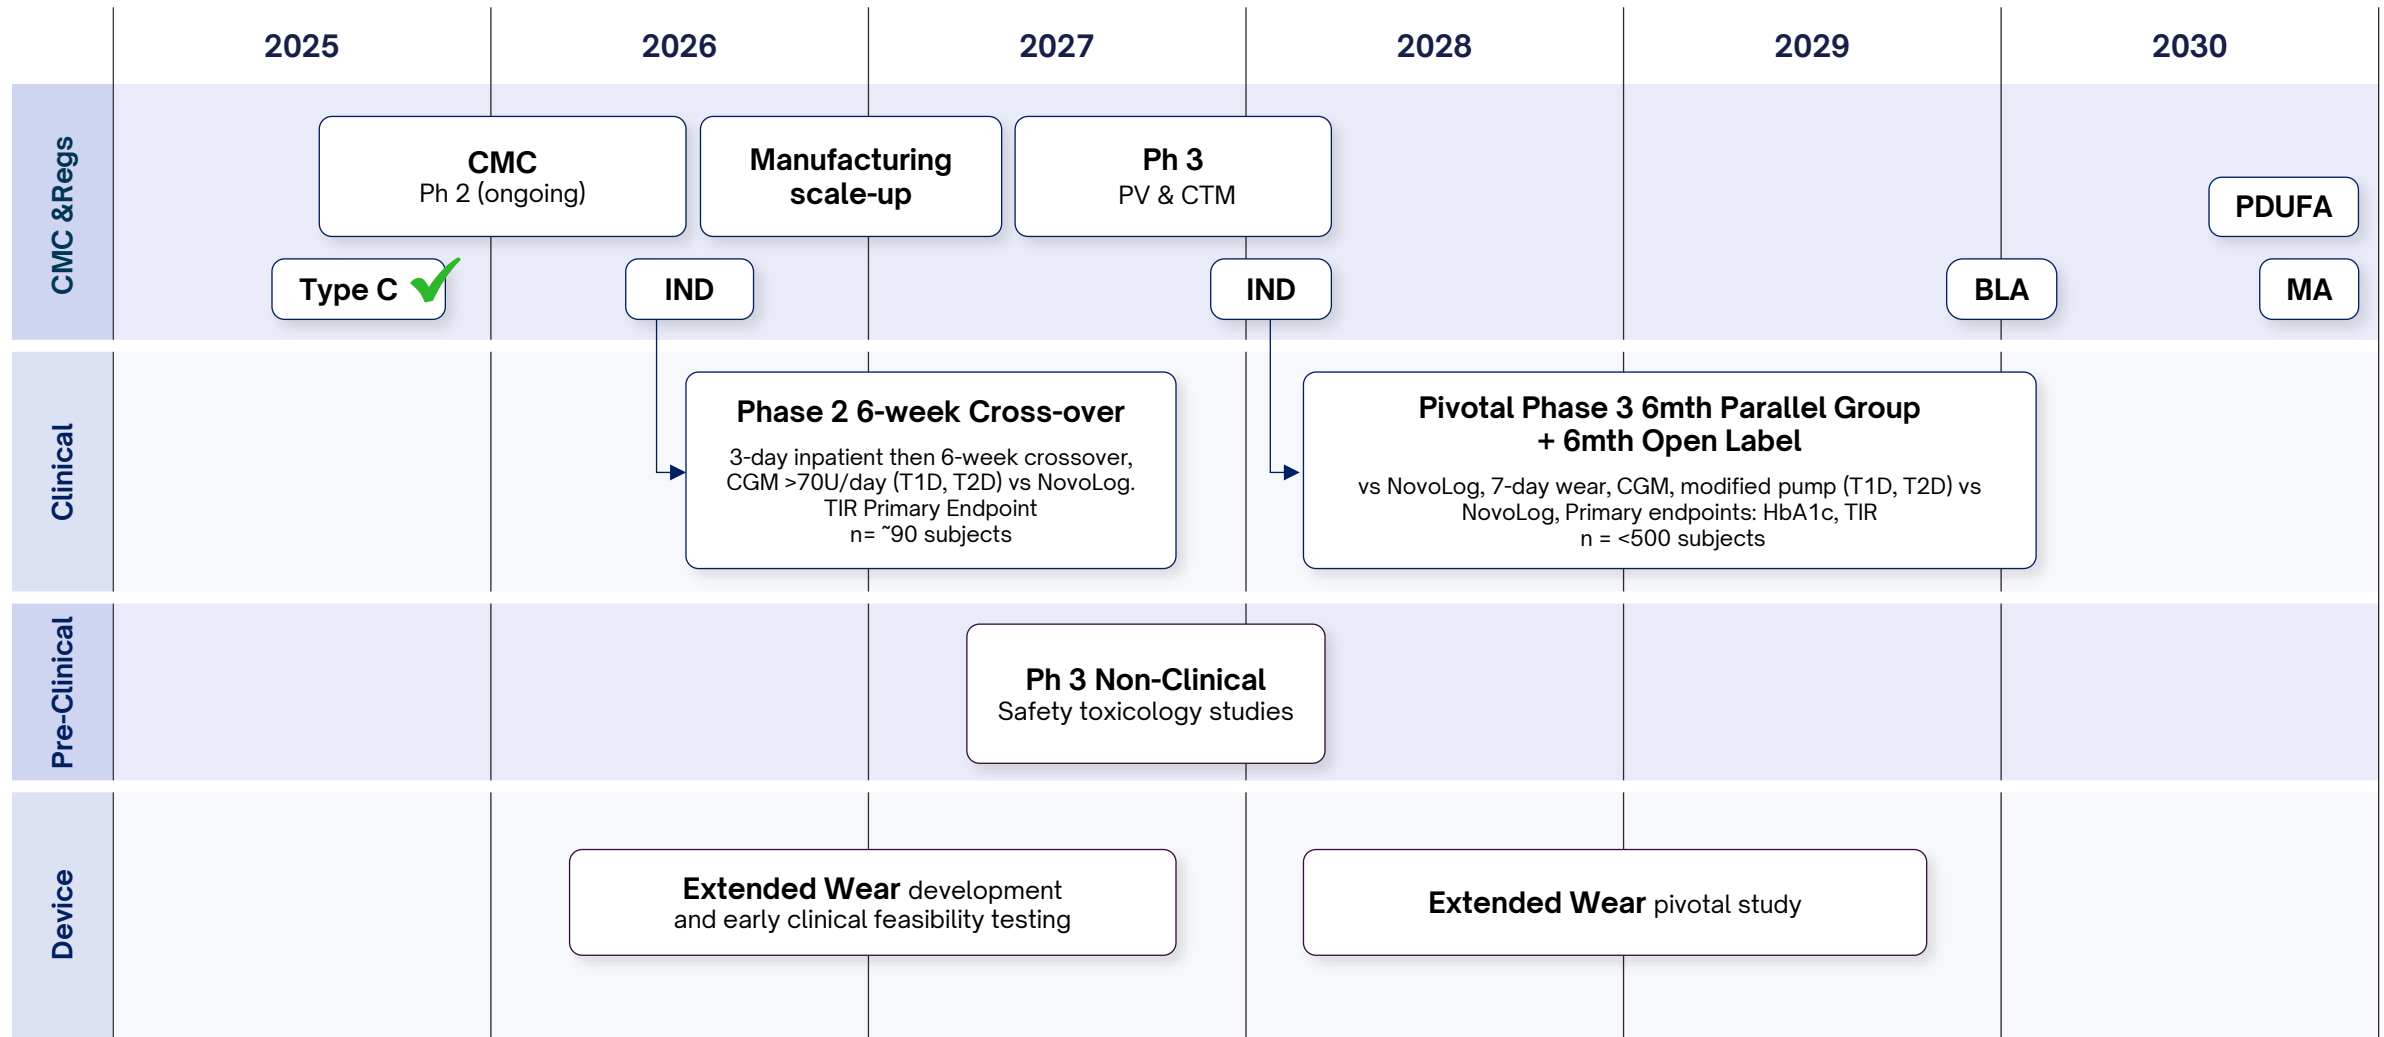 2025
2026
2027
2028
2029
2030
CMC &Regs
CMC
Ph 2 (ongoing)
Manufacturing
scale-up
Ph 3
PV & CTM
PDUFA
Type C
IND
IND
BLA
MA
Clinical
Phase 2 6-week Cross-over
3-day inpatient then 6-week crossover,
CGM >70U/day (T1D, T2D) vs NovoLog.
TIR Primary Endpoint
n= ~90 subjects
Pivotal Phase 3 6mth Parallel Group
+ 6mth Open Label
vs NovoLog, 7-day wear, CGM, modified pump (T1D, T2D) vs
NovoLog, Primary endpoints: HbA1c, TIR
n = <500 subjects
Pre-Clinical
Ph 3 Non-Clinical
Safety toxicology studies
Device
Extended Wear development
and early clinical feasibility testing
Extended Wear pivotal study